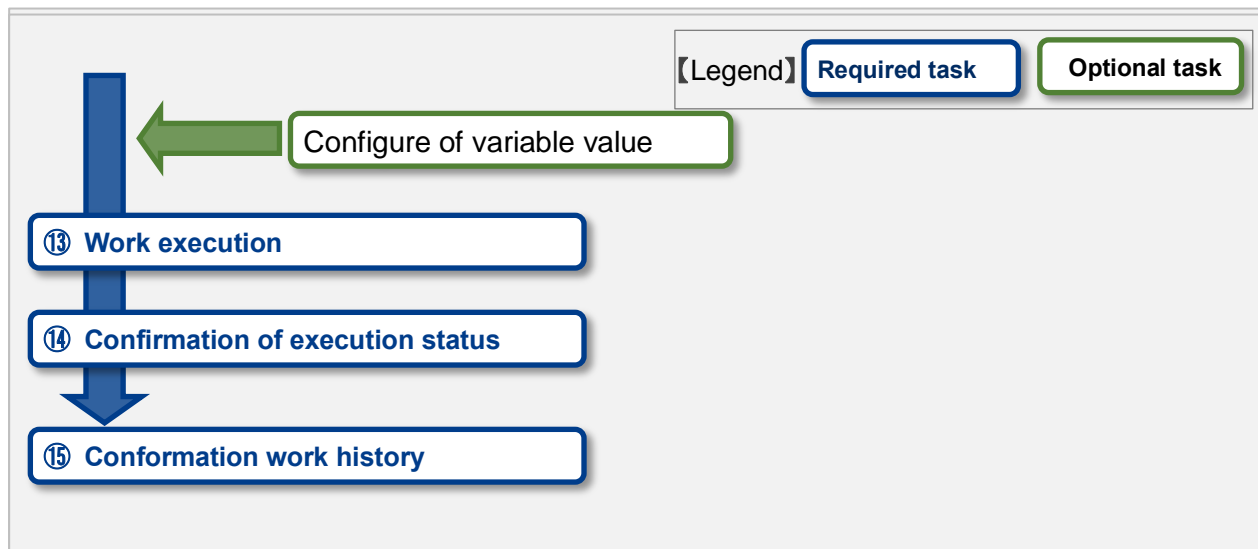 【Legend】 Required task Optional task
Configure of variable value
⑬ Work execution
⑭ Confirmation of execution status
⑮ Conformation work history